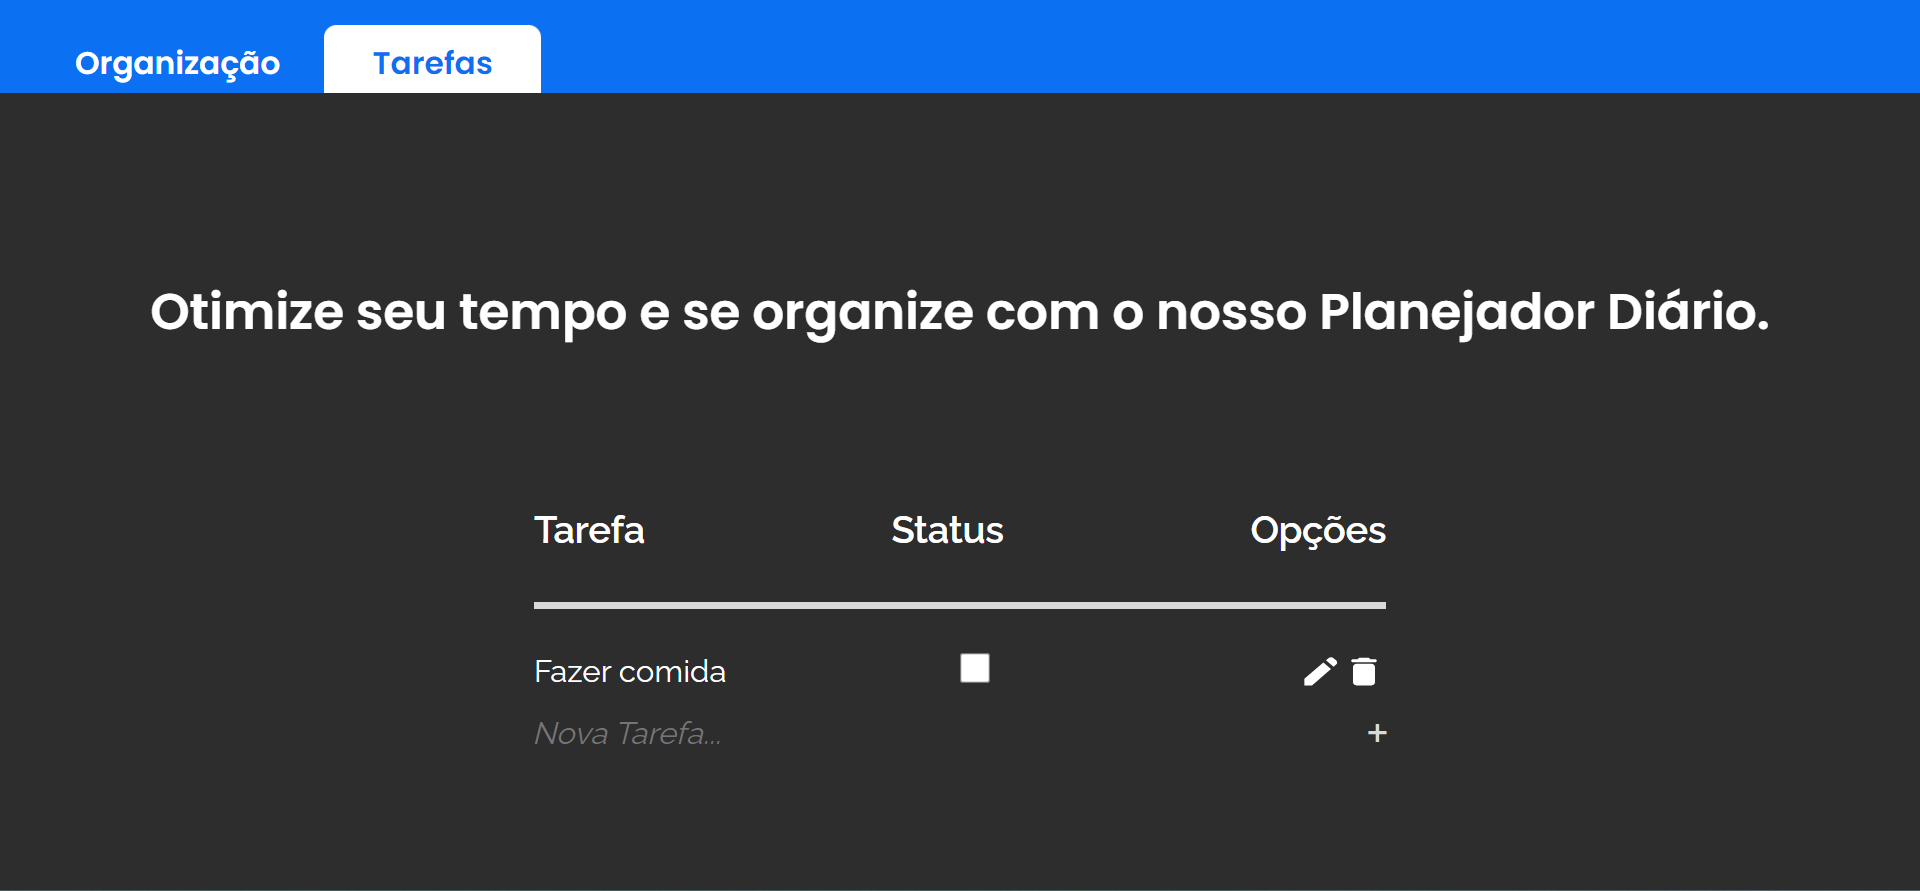 Organização Tarefas
Otimize seu tempo e se organize com o nosso Planejador Diário.
Tarefa Status Opções
Fazer comida
Nova Tarefa... +